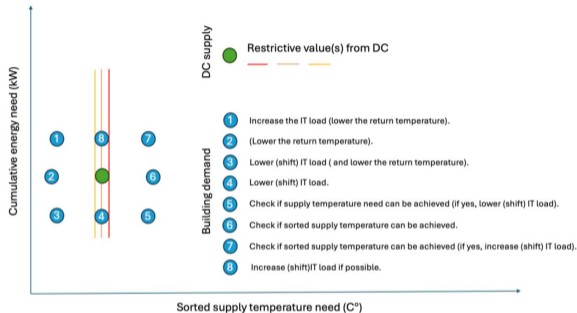 Cumulative energy need (kW)
DC supply
Restrictive value(s) from DC
Building demand
1 Increase the IT load (lower the return temperature).
2 (Lower the return temperature).
3 Lower (shift) IT load ( and lower the return temperature).
4 Lower (shift) IT load.
5 Check if supply temperature need can be achieved (if yes, lower (shift) IT load).
6 Check if sorted supply temperature can be achieved.
7 Check if sorted supply temperature can be achieved (if yes, increase (shift) IT load).
8 Increase (shift)IT load if possible.
1 8 7
2 6
3 4 5
Sorted supply temperature need (C°)